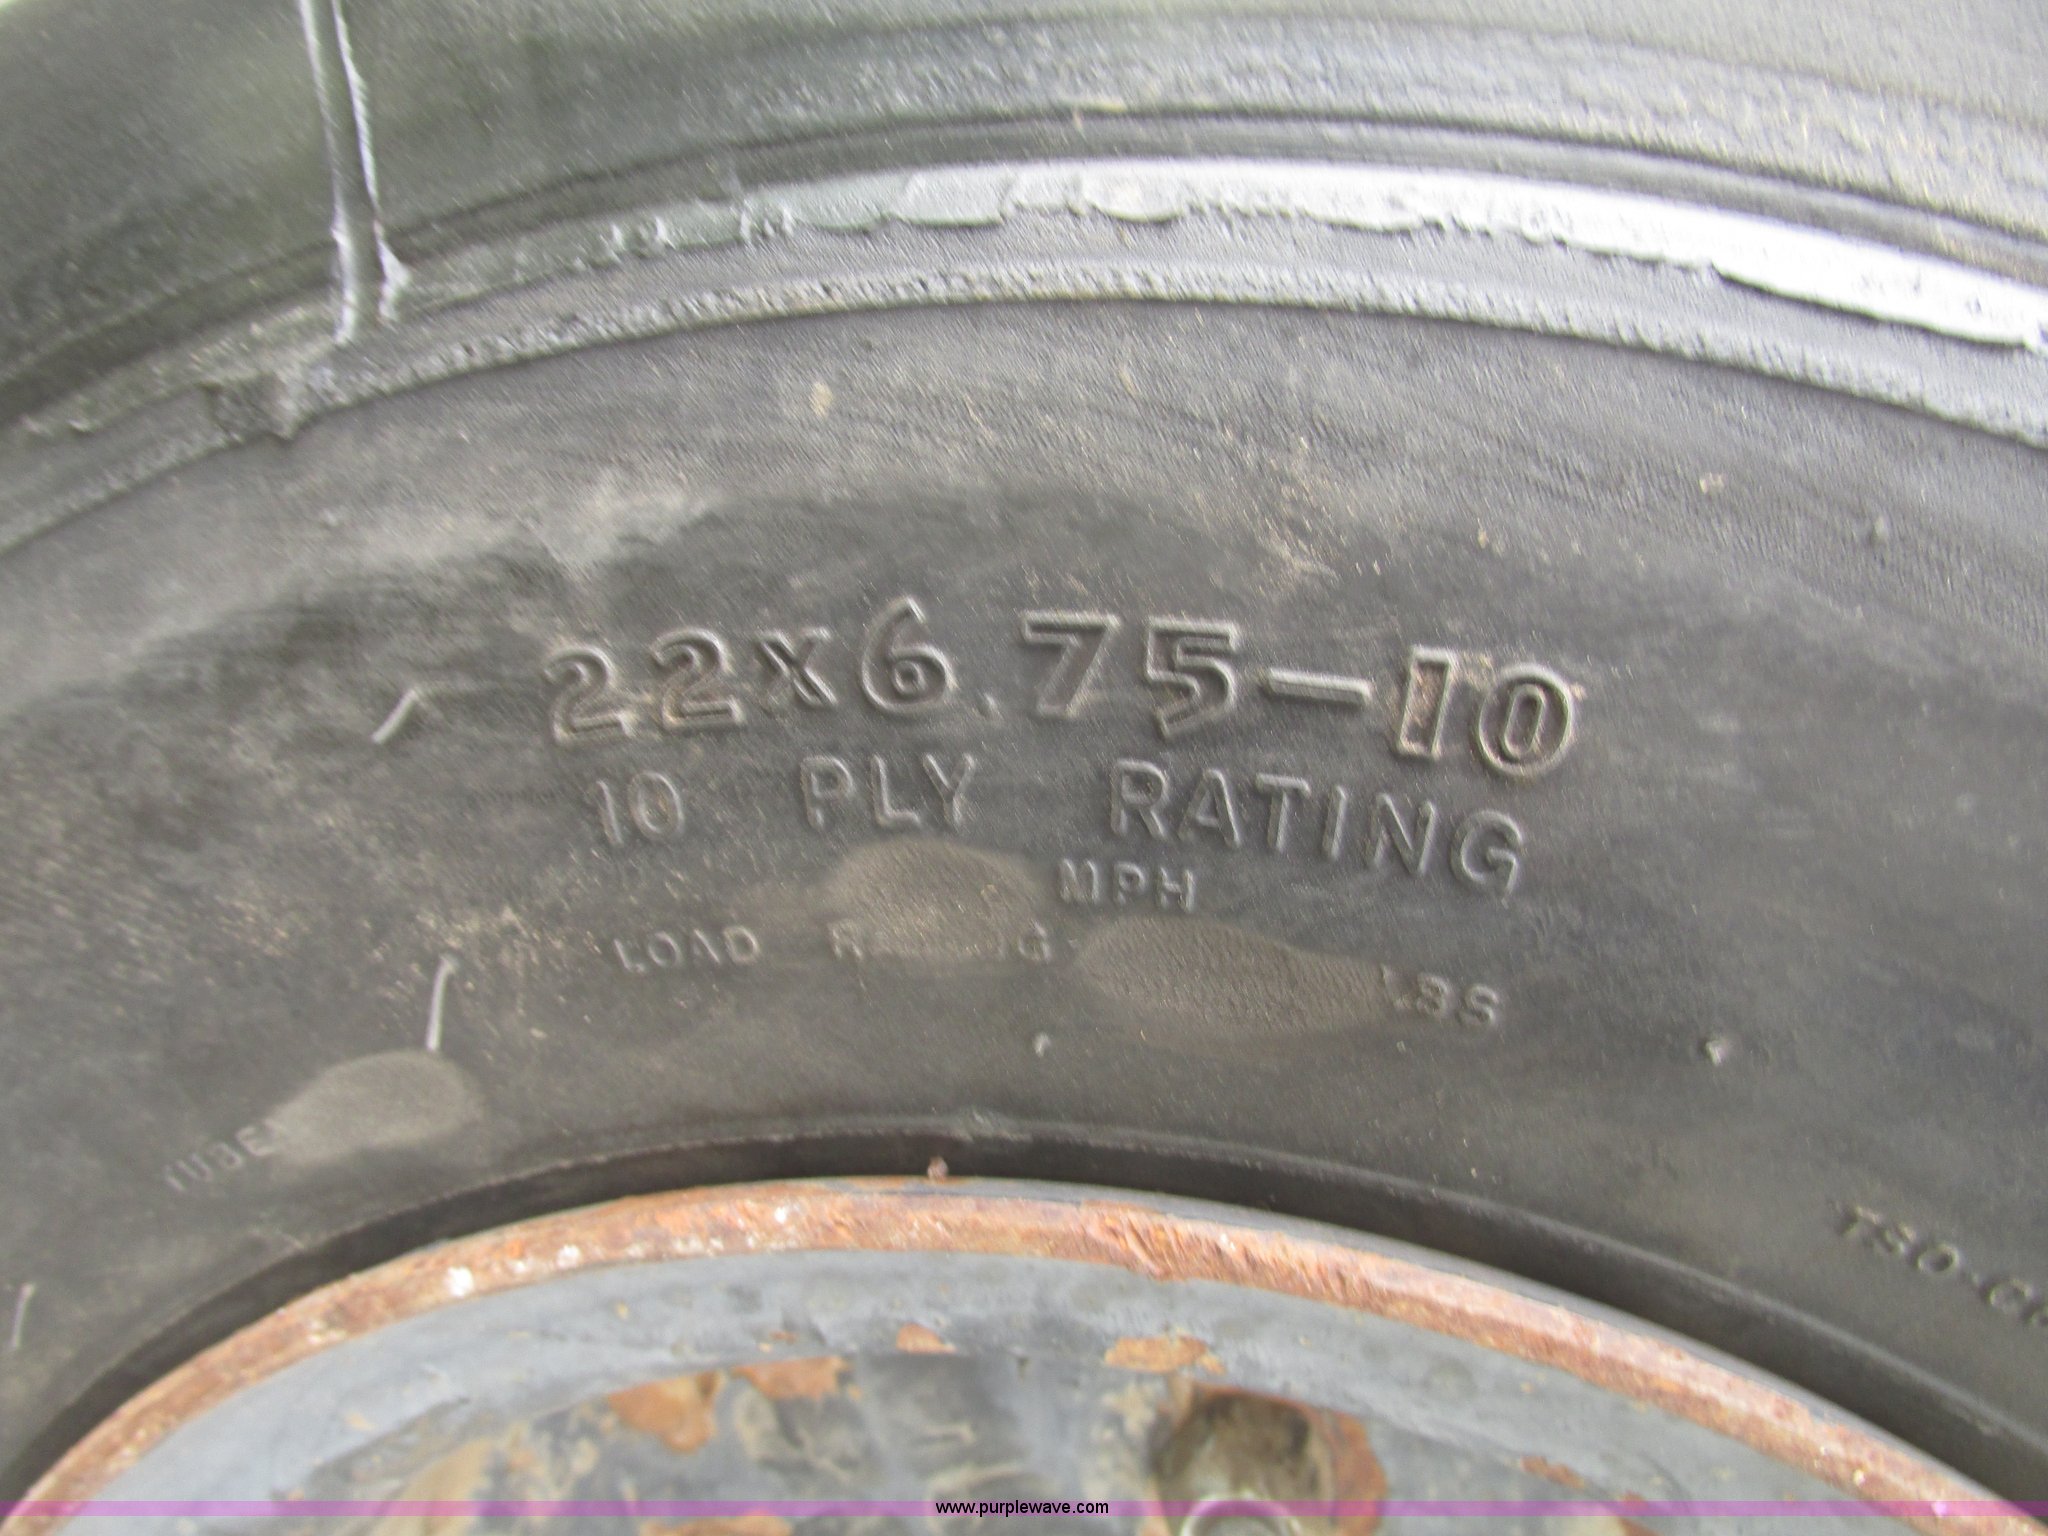 22x6.75-10
10 PLY RATING
MPH
LOAD LBS
www.purplewave.com